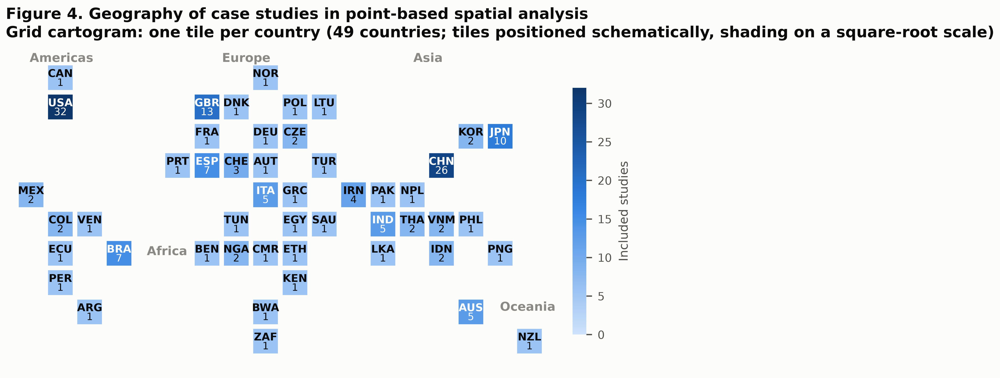 Figure 4. Geography of case studies in point-based spatial analysis
Grid cartogram: one tile per country (49 countries; tiles positioned schematically, shading on a square-root scale)
Americas
Europe
Asia
CAN
1
NOR
1
USA
32
GBR
13
DNK
1
POL
1
LTU
1
FRA
1
DEU
1
CZE
2
KOR
2
JPN
10
PRT
1
ESP
7
CHE
3
AUT
1
TUR
1
CHN
26
MEX
2
ITA
5
GRC
1
IRN
4
PAK
1
NPL
1
COL
2
VEN
1
TUN
1
EGY
1
SAU
1
IND
5
THA
2
VNM
2
PHL
1
ECU
1
BRA
7
Africa
BEN
1
NGA
2
CMR
1
ETH
1
LKA
1
IDN
2
PNG
1
PER
1
KEN
1
ARG
1
BWA
1
AUS
5
Oceania
ZAF
1
NZL
1
30
25
20
15
10
5
0
Included studies